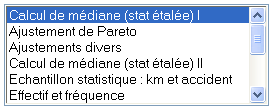 Calcul de médiane (stat étalée) I
Ajustement de Pareto
Ajustements divers
Calcul de médiane (stat étalée) II
Echantillon statistique : km et accident
Effectif et fréquence